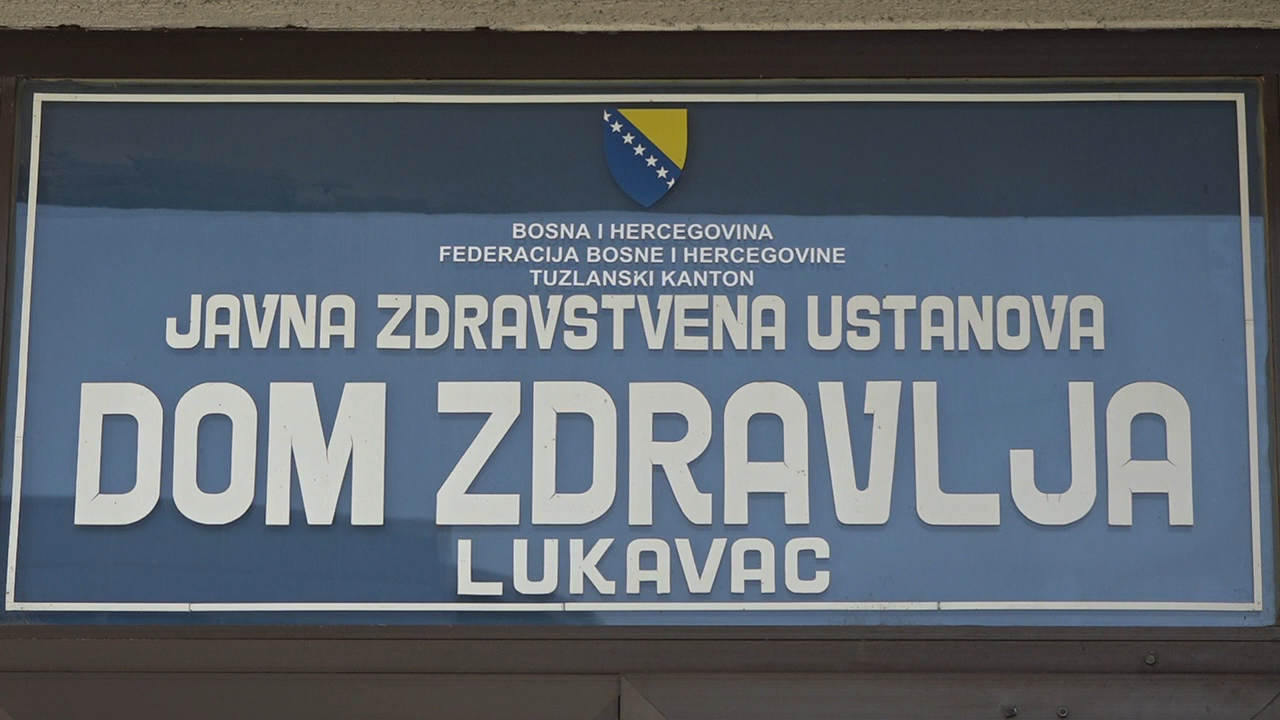 BOSNA I HERCEGOVINA
FEDERACIJA BOSNE I HERCEGOVINE
TUZLANSKI KANTON
JAVNA ZDRAVSTVENA USTANOVA
DOM ZDRAVLJA
LUKAVAC